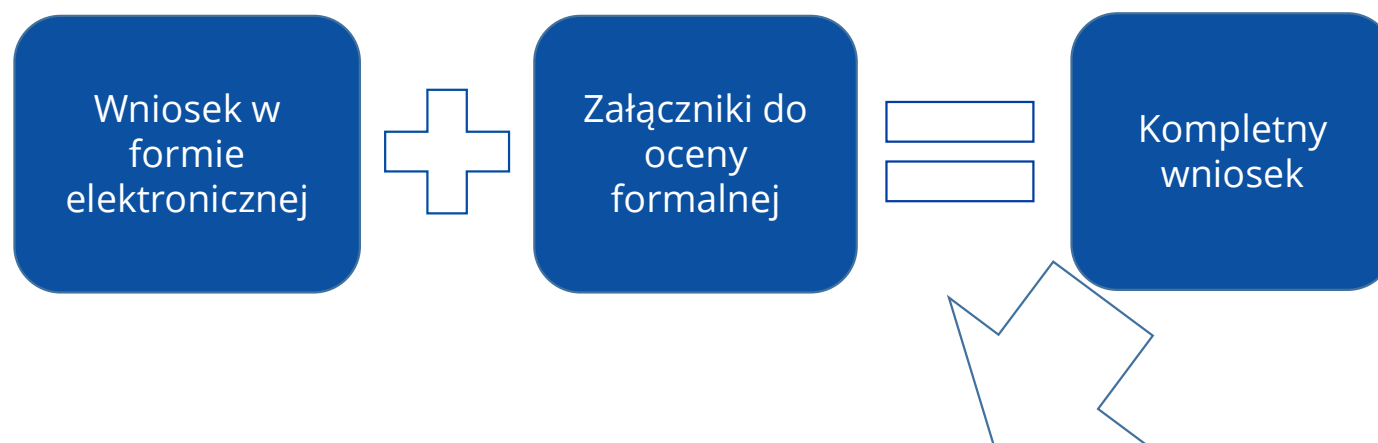 Wniosek w
formie
elektronicznej
Załączniki do
oceny
formalnej
Kompletny
wniosek